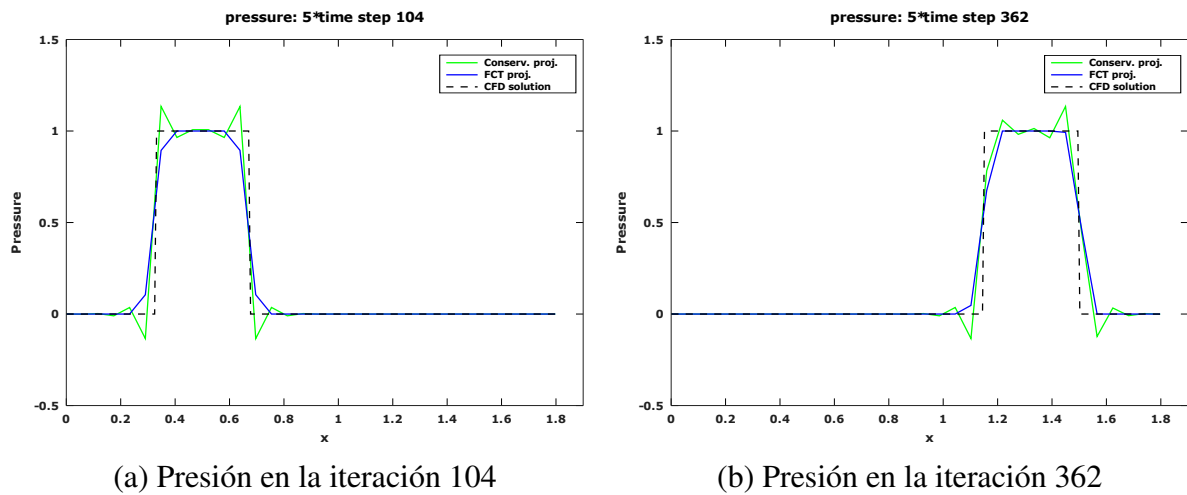 pressure: 5*time step 104
1.5
1
0.5
0
-0.5
Pressure
Conserv. proj.
FCT proj.
CFD solution
0 0.2 0.4 0.6 0.8 1 1.2 1.4 1.6 1.8
x
(a) Presión en la iteración 104
pressure: 5*time step 362
1.5
1
0.5
0
-0.5
Pressure
Conserv. proj.
FCT proj.
CFD solution
0 0.2 0.4 0.6 0.8 1 1.2 1.4 1.6 1.8
x
(b) Presión en la iteración 362